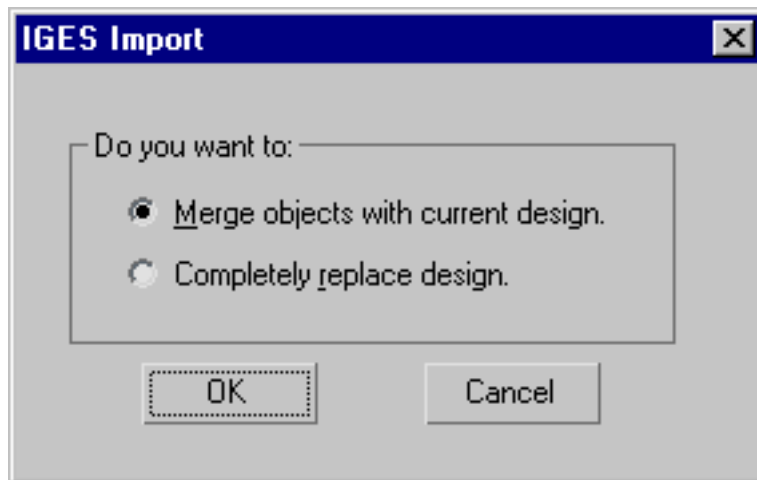 IGES Import
Do you want to:
Merge objects with current design.
Completely replace design.
OK
Cancel